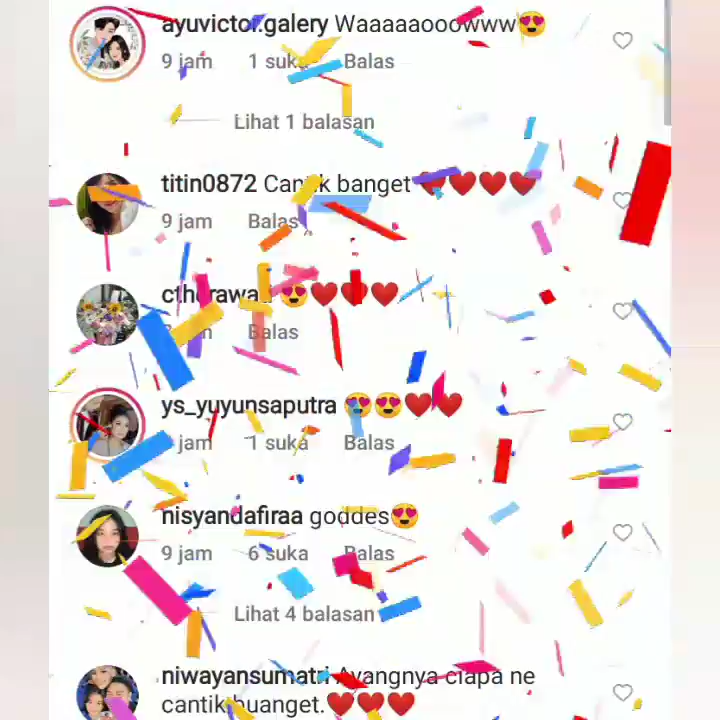 ayuvictor.galery Waaaaaooowww😍
9 jam 1 suka Balas
Lihat 1 balasan
titin0872 Cantik banget ❤️❤️❤️❤️
9 jam Balas
😍❤️❤️❤️
Balas
ys_yuyunsaputra 😍😍❤️❤️
jam 1 suka Balas
nisyandafiraa goddes😍
9 jam 6 suka Balas
Lihat 4 balasan
niwayansumatri Ayangnya ciapa ne
cantik buanget.❤️❤️❤️